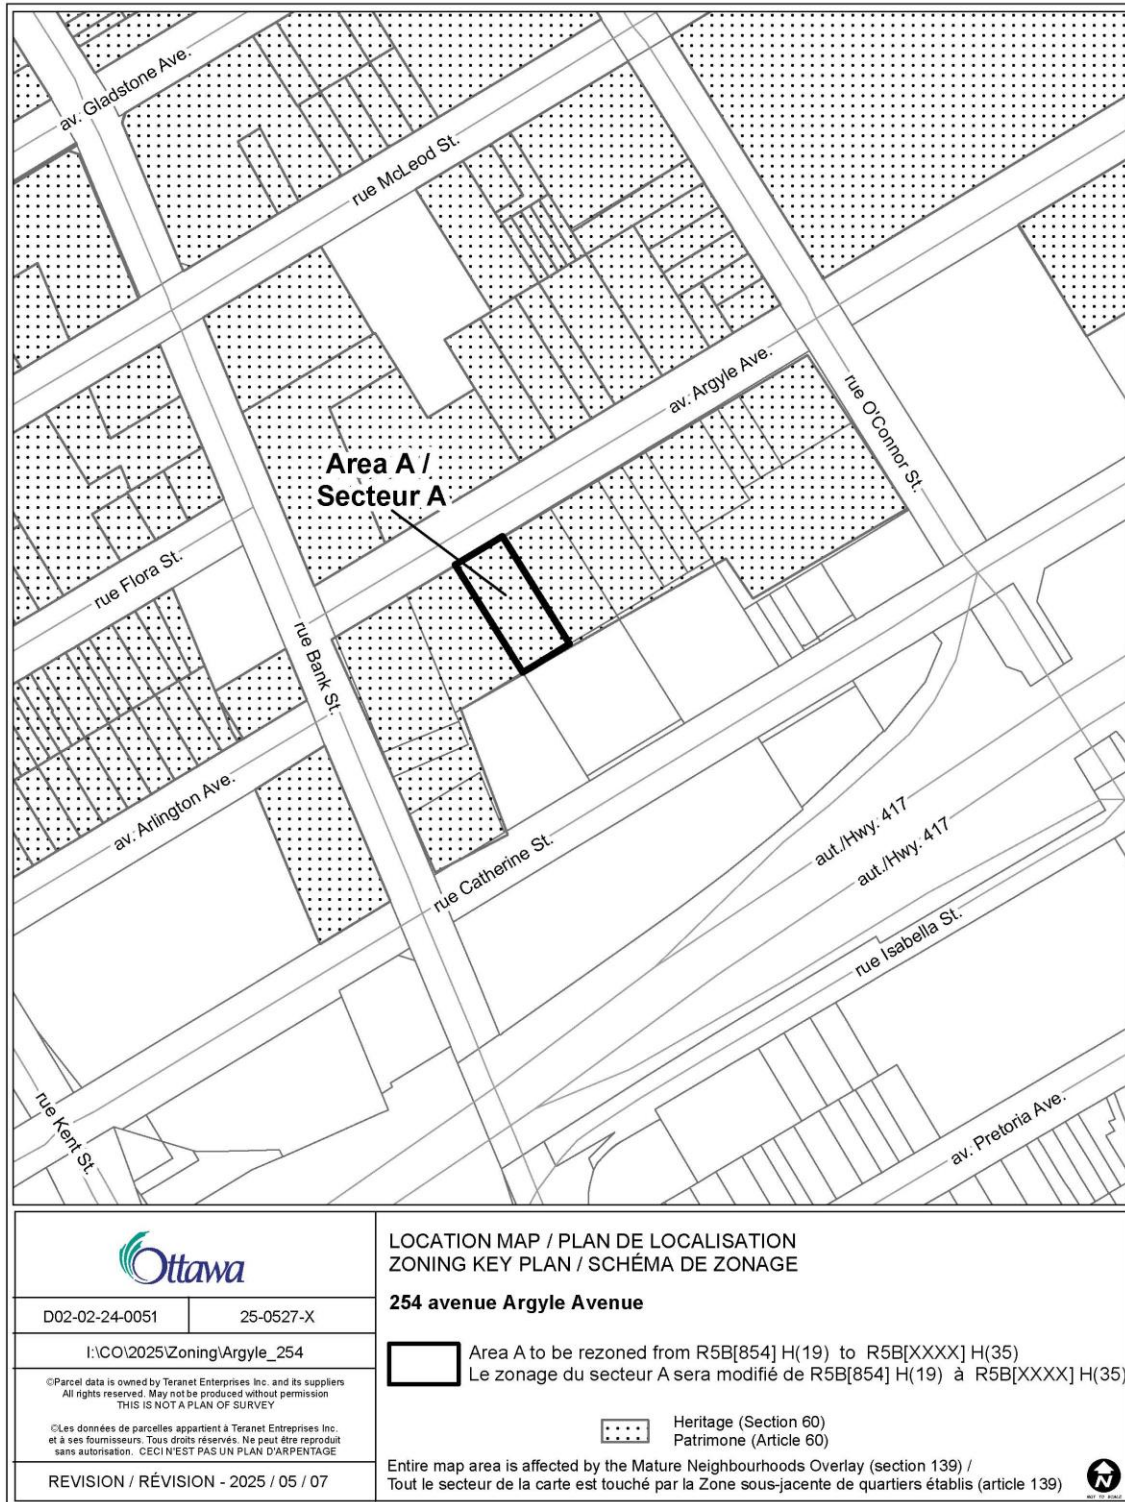 av. Gladstone Ave.
rue McLeod St.
av. Argyle Ave.
rue O'Connor St.
Area A /
Secteur A
rue Flora St.
rue Bank St.
av. Arlington Ave.
rue Catherine St.
aut./Hwy. 417
aut./Hwy. 417
rue Isabella St.
rue Kent St.
av. Pretoria Ave.
Ottawa
D02-02-24-0051
25-0527-X
I:\CO\2025\Zoning\Argyle_254
©Parcel data is owned by Teranet Enterprises Inc. and its suppliers
All rights reserved. May not be produced without permission
THIS IS NOT A PLAN OF SURVEY
©Les données de parcelles appartient à Teranet Entreprises Inc.
et à ses fournisseurs. Tous droits réservés. Ne peut être reproduit
sans autorisation. CECI N'EST PAS UN PLAN D'ARPENTAGE
REVISION / RÉVISION - 2025 / 05 / 07
LOCATION MAP / PLAN DE LOCALISATION
ZONING KEY PLAN / SCHÉMA DE ZONAGE
254 avenue Argyle Avenue
Area A to be rezoned from R5B[854] H(19) to R5B[XXXX] H(35)
Le zonage du secteur A sera modifié de R5B[854] H(19) à R5B[XXXX] H(35)
Heritage (Section 60)
Patrimone (Article 60)
Entire map area is affected by the Mature Neighbourhoods Overlay (section 139) /
Tout le secteur de la carte est touché par la Zone sous-jacente de quartiers établis (article 139)
N
NOT TO SCALE